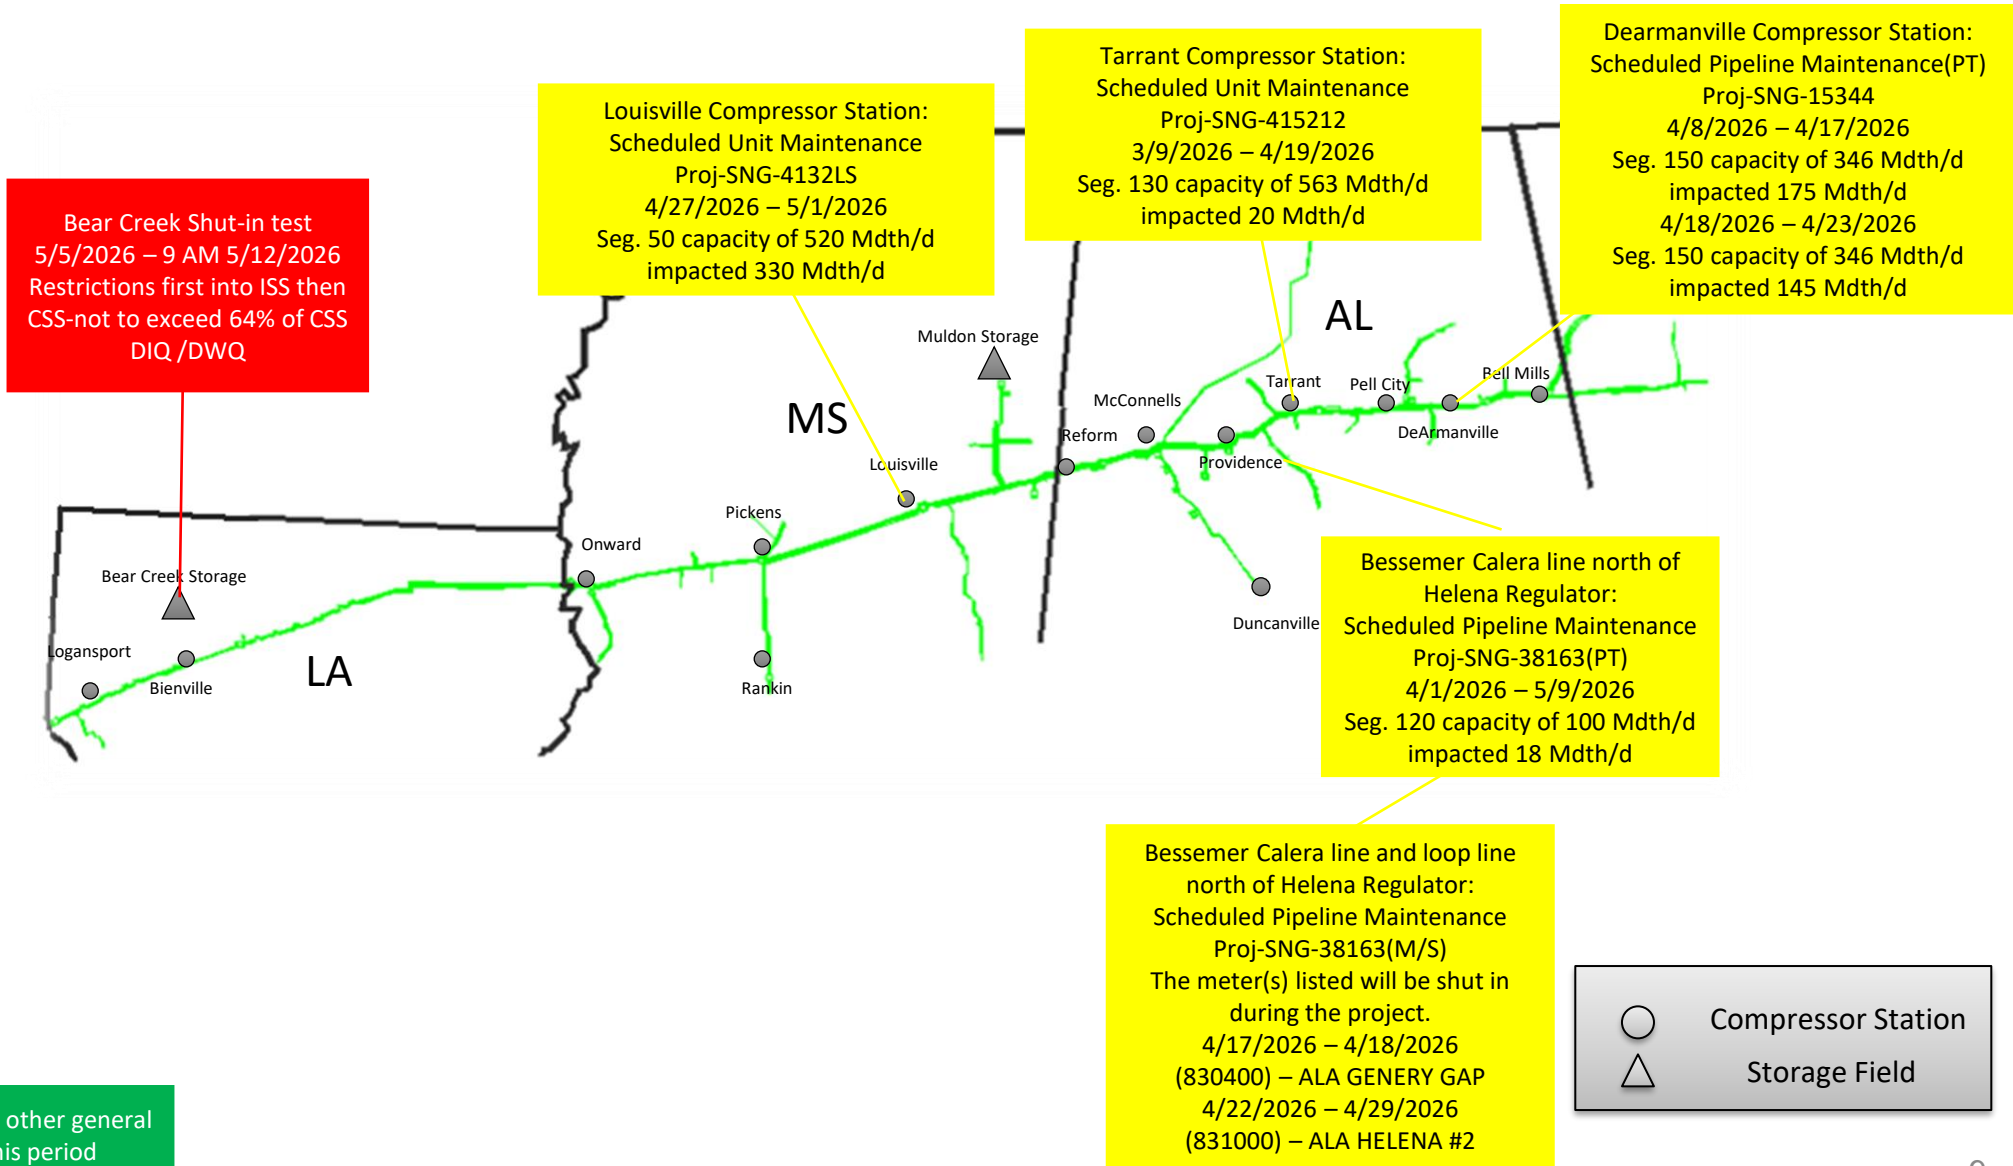 Dearmanville Compressor Station:
Scheduled Pipeline Maintenance(PT)
Proj-SNG-15344
4/8/2026 – 4/17/2026
Seg. 150 capacity of 346 Mdth/d
impacted 175 Mdth/d
4/18/2026 – 4/23/2026
Seg. 150 capacity of 346 Mdth/d
impacted 145 Mdth/d
Tarrant Compressor Station:
Scheduled Unit Maintenance
Proj-SNG-415212
3/9/2026 – 4/19/2026
Seg. 130 capacity of 563 Mdth/d
impacted 20 Mdth/d
Louisville Compressor Station:
Scheduled Unit Maintenance
Proj-SNG-4132LS
4/27/2026 – 5/1/2026
Seg. 50 capacity of 520 Mdth/d
impacted 330 Mdth/d
Bear Creek Shut-in test
5/5/2026 – 9 AM 5/12/2026
Restrictions first into ISS then
CSS-not to exceed 64% of CSS
DIQ /DWQ
AL
Muldon Storage
MS
Tarrant
Pell City
Bell Mills
McConnells
Reform
DeArmanville
Louisville
Providence
Pickens
Onward
Bear Creek Storage
Duncanville
Logansport
LA
Bienville
Rankin
Bessemer Calera line north of
Helena Regulator:
Scheduled Pipeline Maintenance
Proj-SNG-38163(PT)
4/1/2026 – 5/9/2026
Seg. 120 capacity of 100 Mdth/d
impacted 18 Mdth/d
Bessemer Calera line and loop line
north of Helena Regulator:
Scheduled Pipeline Maintenance
Proj-SNG-38163(M/S)
The meter(s) listed will be shut in
during the project.
4/17/2026 – 4/18/2026
(830400) – ALA GENERY GAP
4/22/2026 – 4/29/2026
(831000) – ALA HELENA #2
Compressor Station
Storage Field
other general
period